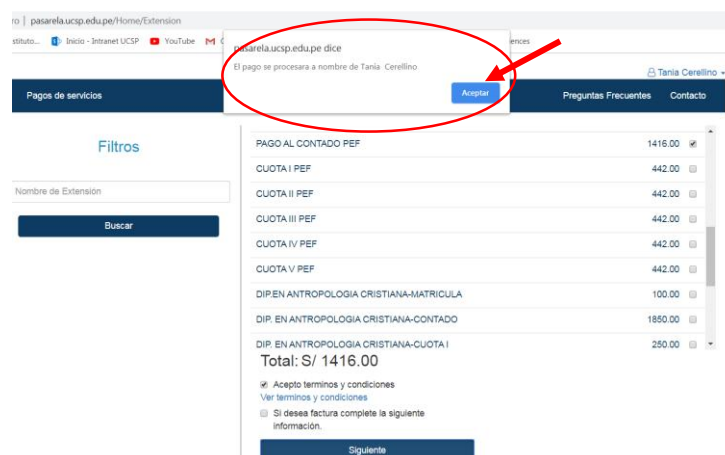 ro | pasarela.ucsp.edu.pe/Home/Extension
stituto... Inicio - Intranet UCSP YouTube
ences
pasarela.ucsp.edu.pe dice
El pago se procesara a nombre de Tania Cerellino
Aceptar
Tania Cerellino
Pagos de servicios Preguntas Frecuentes Contacto
Filtros
Nombre de Extensión
Buscar
PAGO AL CONTADO PEF 1416.00
CUOTA I PEF 442.00
CUOTA II PEF 442.00
CUOTA III PEF 442.00
CUOTA IV PEF 442.00
CUOTA V PEF 442.00
DIP.EN ANTROPOLOGIA CRISTIANA-MATRICULA 100.00
DIP. EN ANTROPOLOGIA CRISTIANA-CONTADO 1850.00
DIP. EN ANTROPOLOGIA CRISTIANA-CUOTA I 250.00
Total: S/ 1416.00
Acepto terminos y condiciones
Ver terminos y condiciones
Si desea factura complete la siguiente
información.
Siguiente